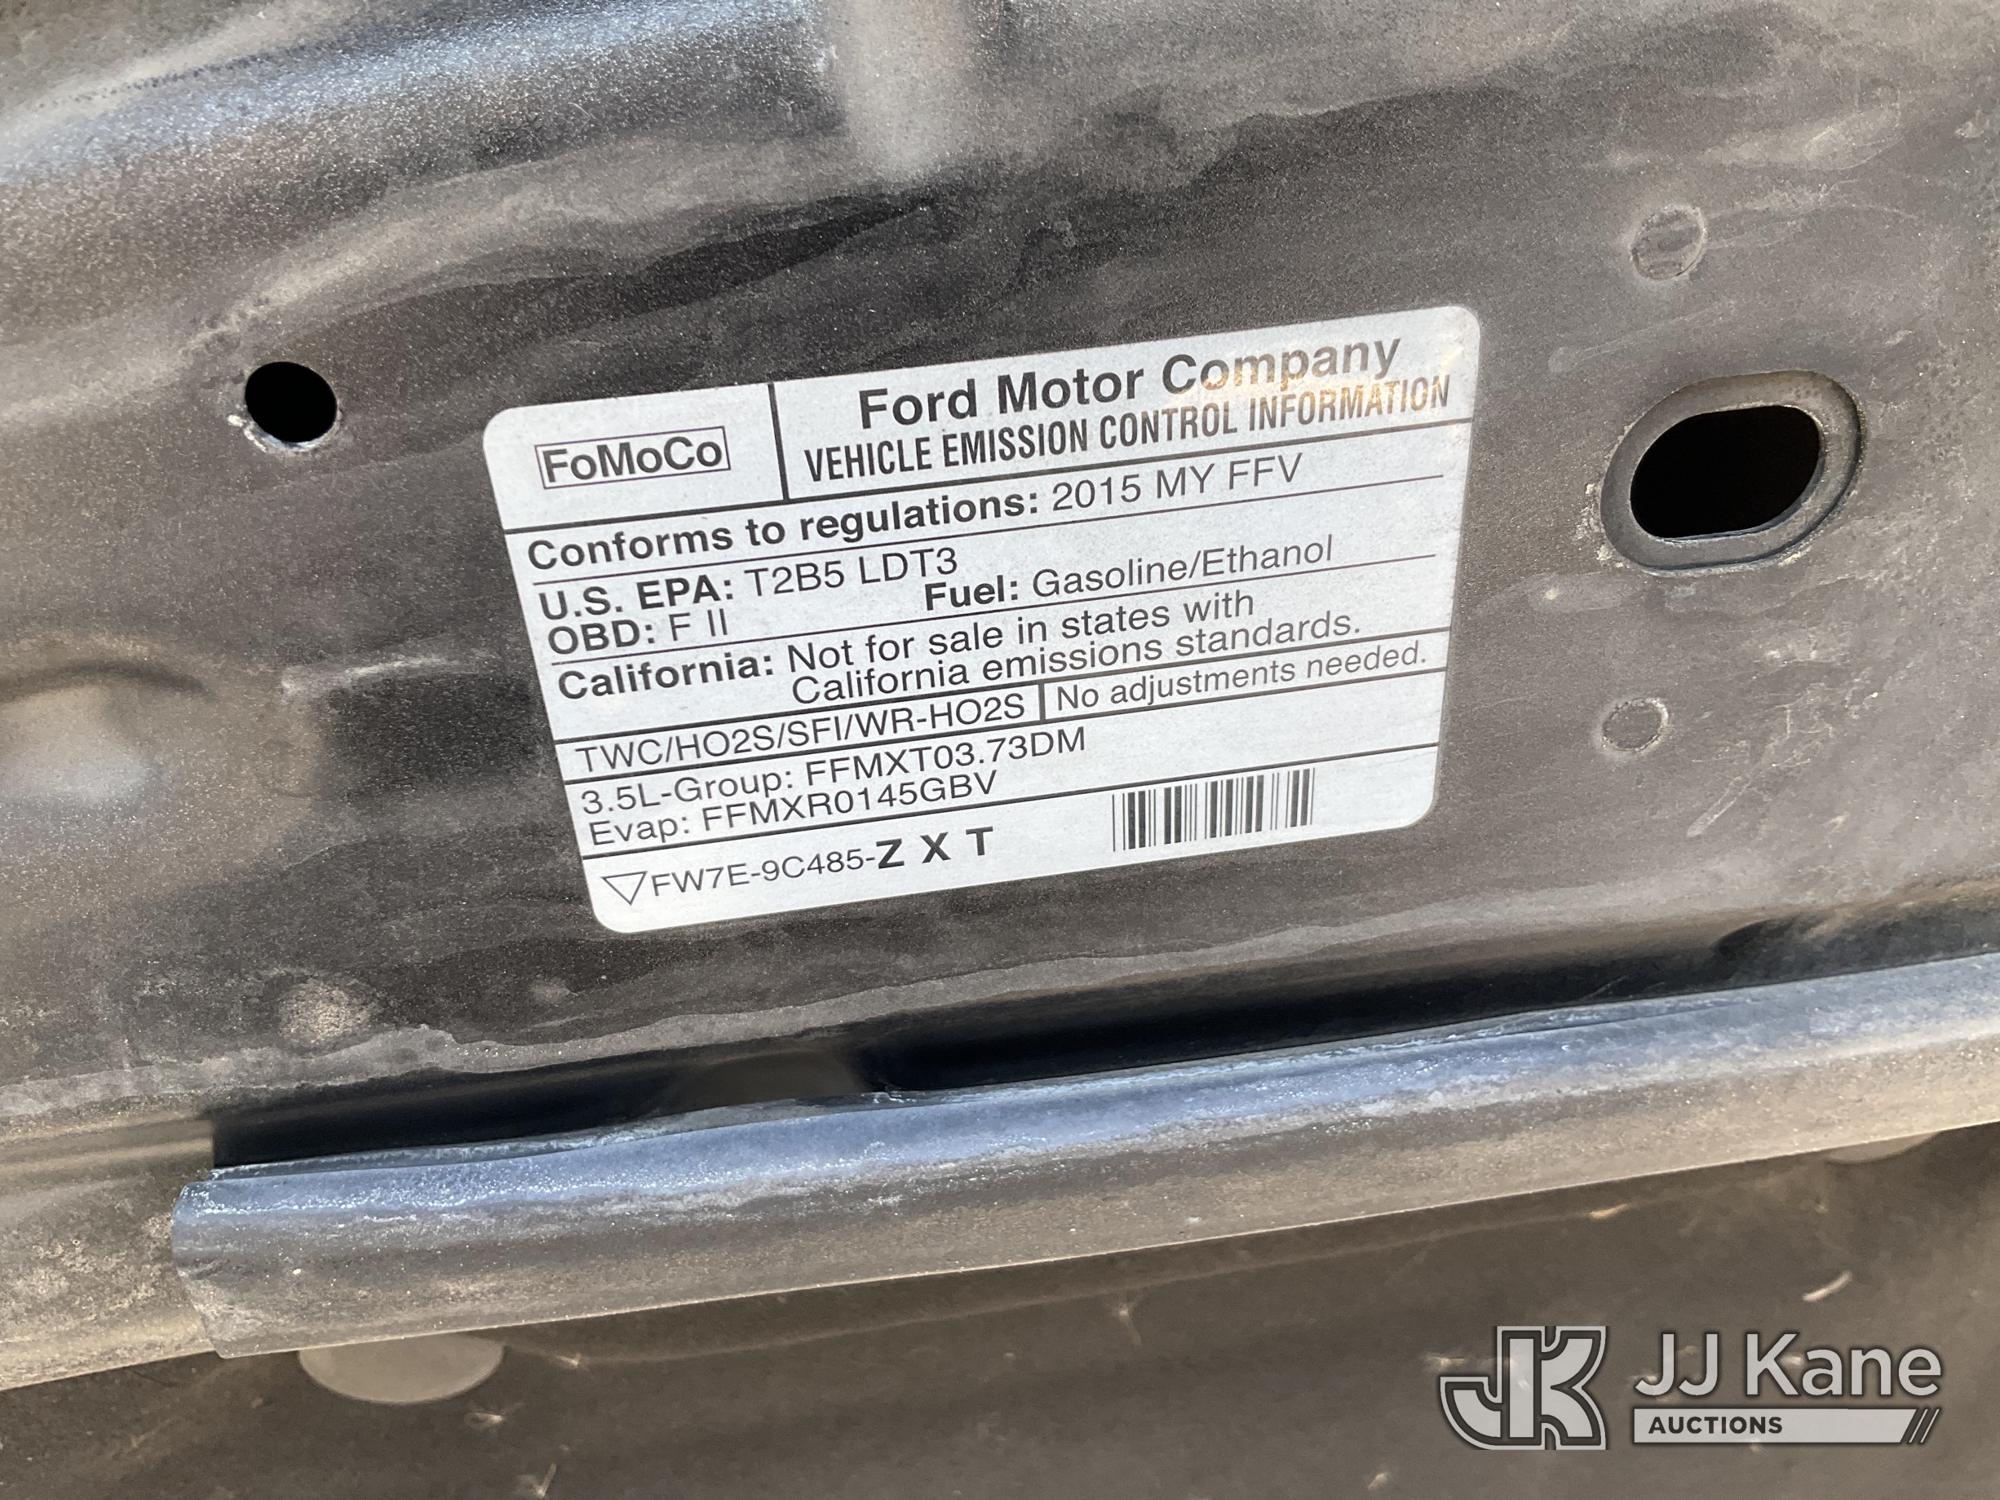 FoMoCo
Ford Motor Company
VEHICLE EMISSION CONTROL INFORMATION
Conforms to regulations: 2015 MY FFV
U.S. EPA: T2B5 LDT3
OBD: F II
Fuel: Gasoline/Ethanol
California: Not for sale in states with
California emissions standards.
TWC/HO2S/SFI/WR-HO2S
No adjustments needed.
3.5L-Group: FFMXT03.73DM
Evap: FFMXR0145GBV
FW7E-9C485-Z X T
JK
JJ Kane
AUCTIONS